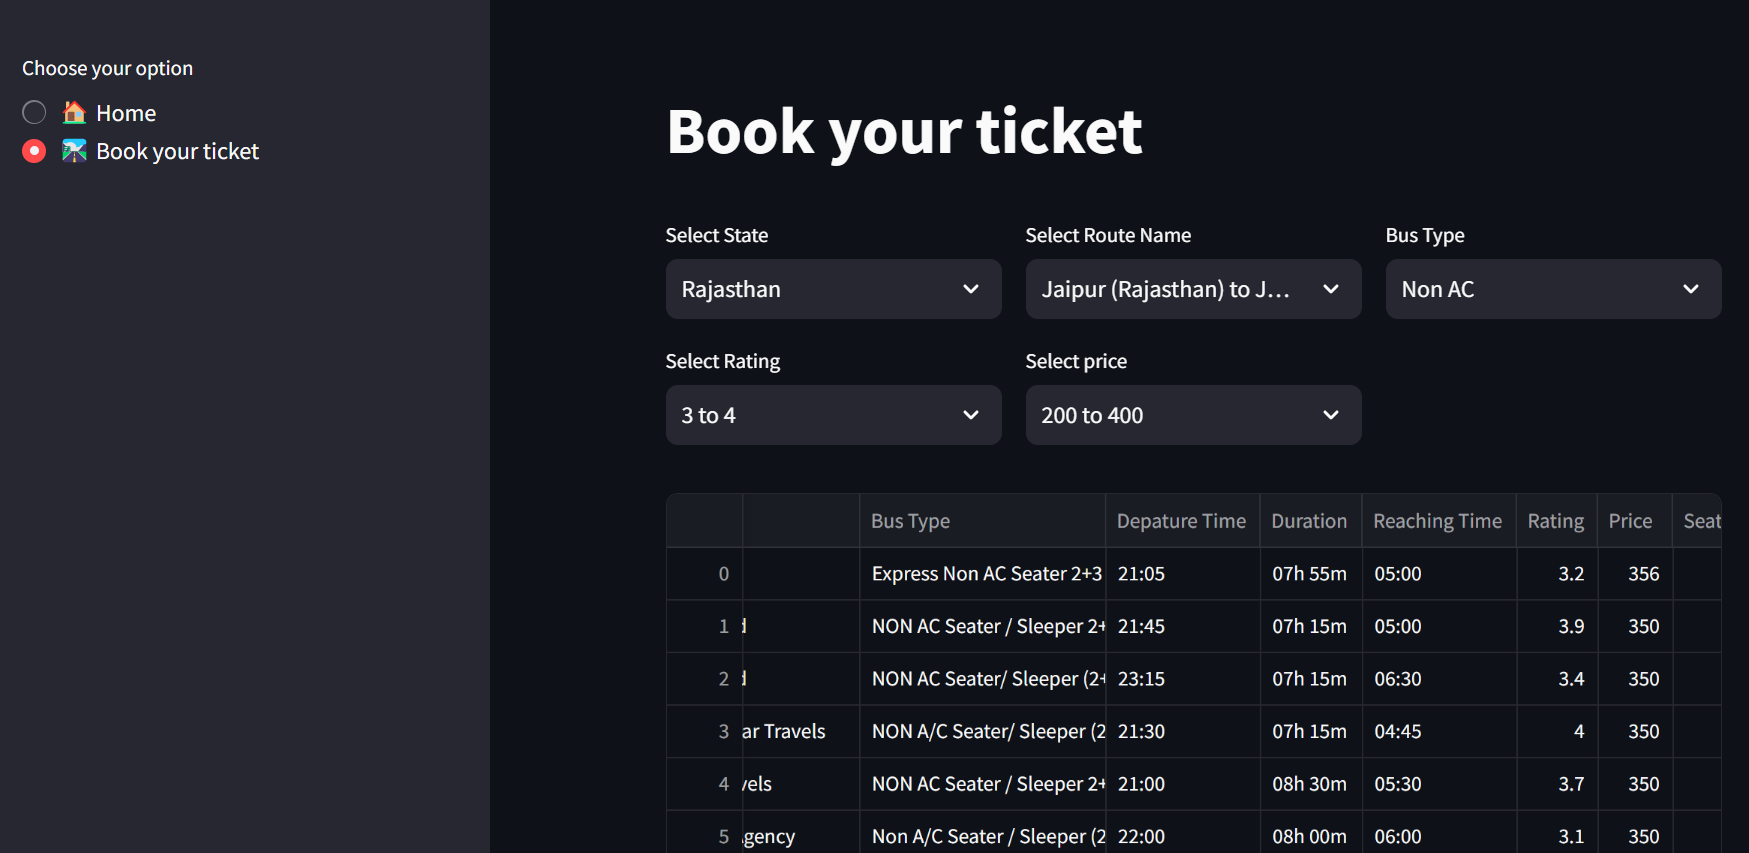 Choose your option
Home
Book your ticket
Book your ticket
Select State
Select Route Name
Bus Type
Rajasthan
Jaipur (Rajasthan) to J...
Non AC
Select Rating
Select price
3 to 4
200 to 400
Bus Type Depature Time Duration Reaching Time Rating Price Seat
0 Express Non AC Seater 2+3 21:05 07h 55m 05:00 3.2 356
1 d NON AC Seater / Sleeper 2+ 21:45 07h 15m 05:00 3.9 350
2 d NON AC Seater/ Sleeper (2+ 23:15 07h 15m 06:30 3.4 350
3 ar Travels NON A/C Seater/ Sleeper (2 21:30 07h 15m 04:45 4 350
4 vels NON AC Seater / Sleeper 2+ 21:00 08h 30m 05:30 3.7 350
5 gency Non A/C Seater / Sleeper (2 22:00 08h 00m 06:00 3.1 350